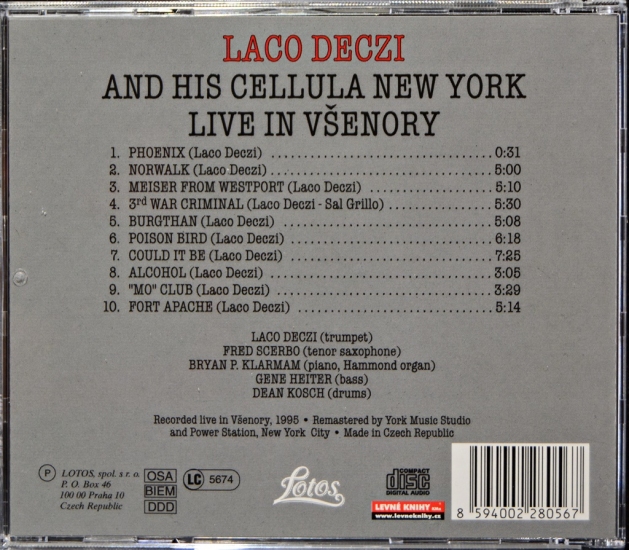 LACO DECZI
AND HIS CELLULA NEW YORK
LIVE IN VŠENORY
1. PHOENIX (Laco Deczi) ........................................ 0:31
2. NORWALK (Laco Deczi) ........................................ 5:00
3. MEISER FROM WESTPORT (Laco Deczi) ...................... 5:10
4. 3rd WAR CRIMINAL (Laco Deczi - Sal Grillo) ................. 5:30
5. BURGTHAN (Laco Deczi) ...................................... 5:08
6. POISON BIRD (Laco Deczi) ................................... 6:18
7. COULD IT BE (Laco Deczi) ................................... 7:25
8. ALCOHOL (Laco Deczi) ....................................... 3:05
9. "MO" CLUB (Laco Deczi) ..................................... 3:29
10. FORT APACHE (Laco Deczi) .................................. 5:14
LACO DECZI (trumpet)
FRED SCERBO (tenor saxophone)
BRYAN P. KLARMAM (piano, Hammond organ)
GENE HEITER (bass)
DEAN KOSCH (drums)
Recorded live in Všenory, 1995 • Remastered by York Music Studio
and Power Station, New York City • Made in Czech Republic
P LOTOS, spol. s r. o.
P. O. Box 46
100 00 Praha 10
Czech Republic
OSA
BIEM
DDD
LC 5674
Lotos
COMPACT
disc
DIGITAL AUDIO
LEVNÉ KNIHY
www.levneknihy.cz
8 594002 280567